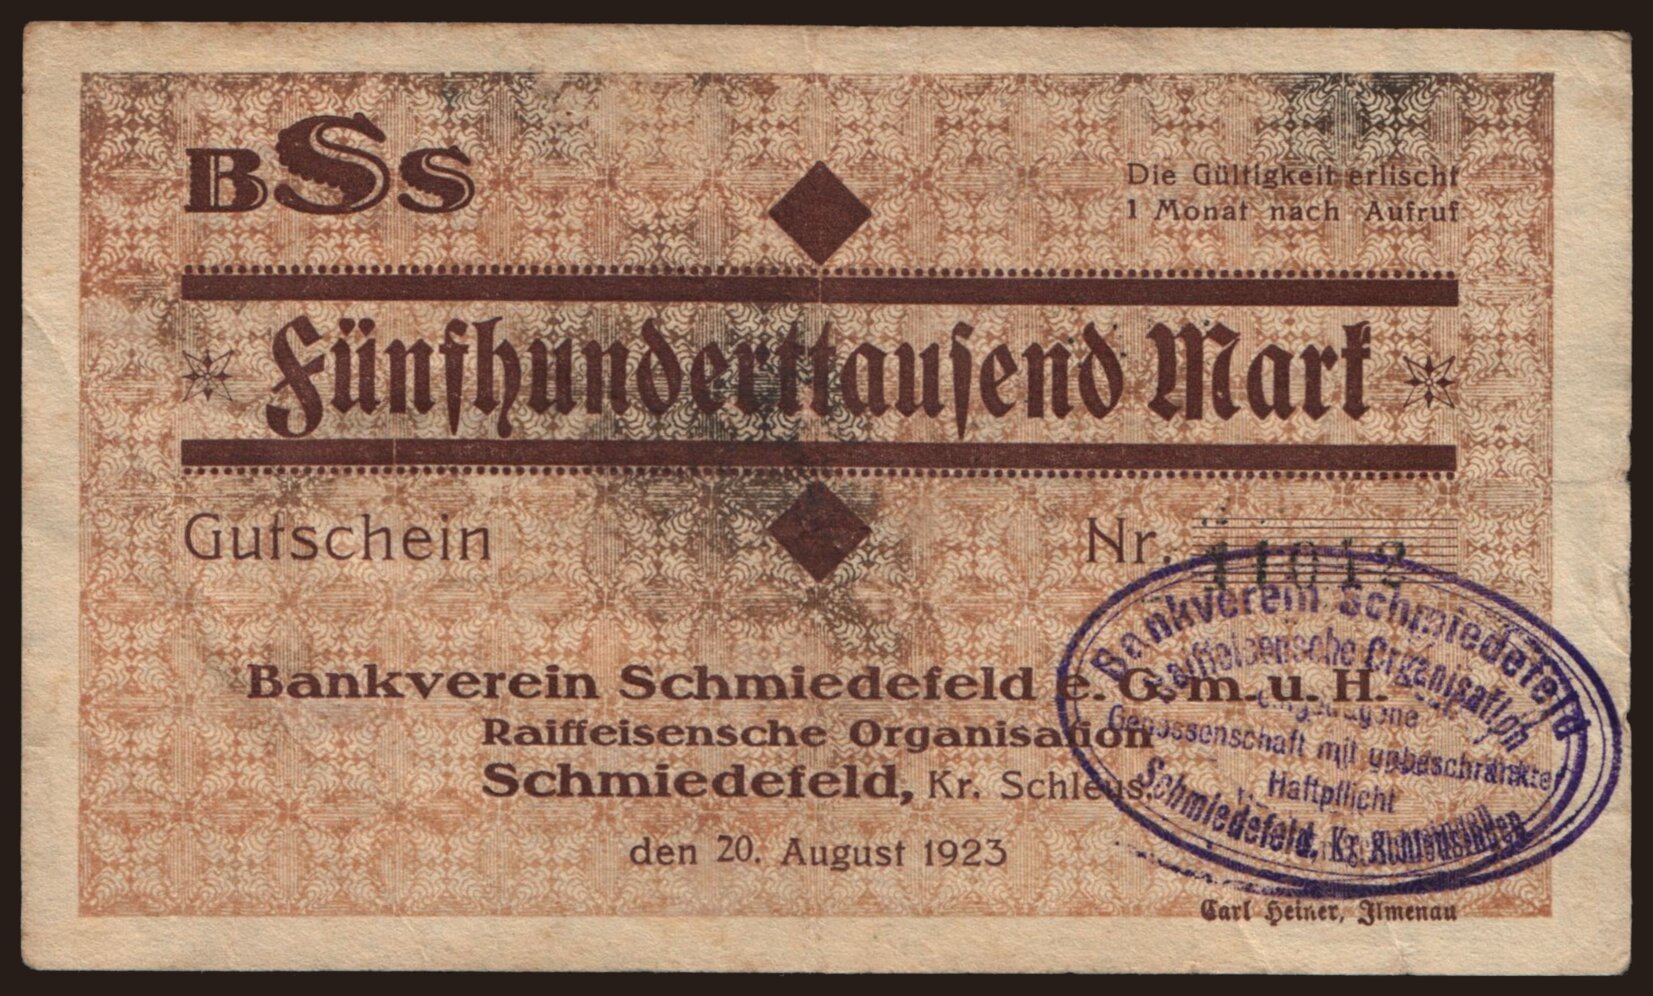 BSS
Die Gültigkeit erlischt
1 Monat nach Aufruf
Fünfhunderttausend Mark
Gutschein
Nr. 11012
Bankverein Schmiedefeld e. G. m. u. H.
Raiffeisensche Organisation
Schmiedefeld, Kr. Schleus.
den 20. August 1923
Carl Heiner, Ilmenau
Bankverein Schmiedefeld
Raiffeisensche Organisation
eingetragene
Genossenschaft mit unbeschränkter
Haftpflicht
Schmiedefeld, Kr.